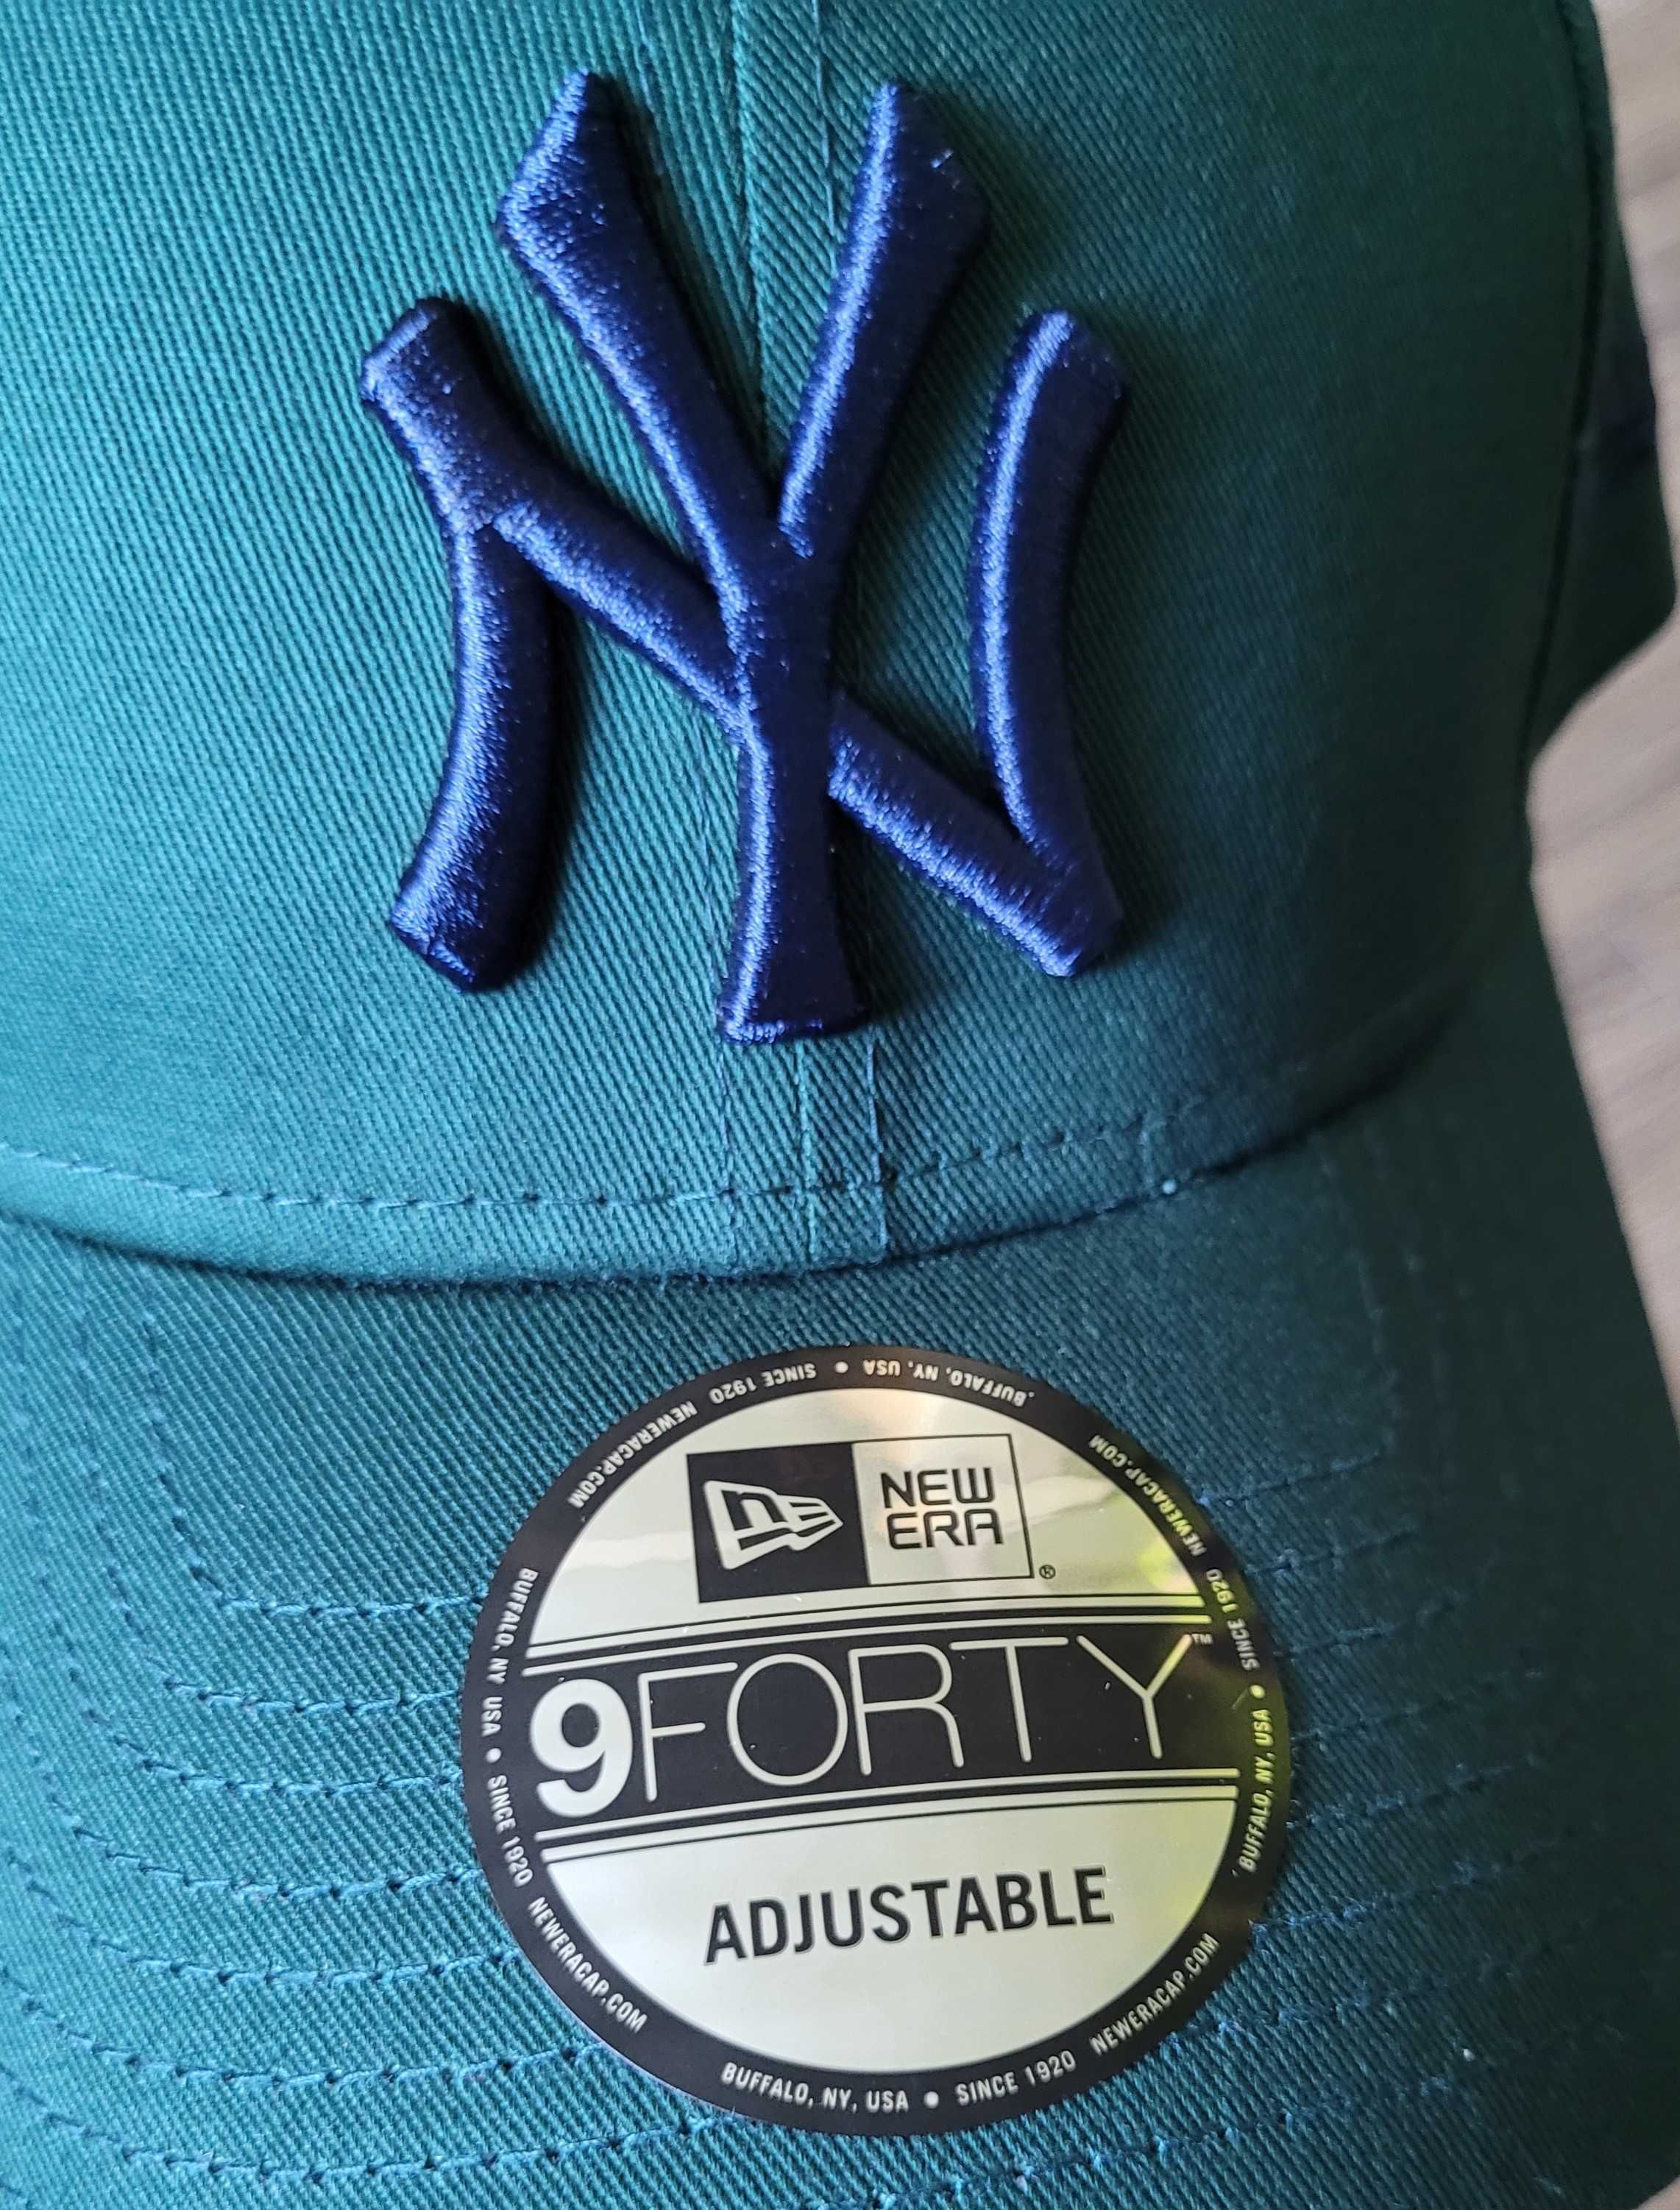 NY
SINCE 1920 • BUFFALO, NY, USA
NEWERACAP.COM
NEWERACAP.COM
NEW
ERA
®
9FORTY™
ADJUSTABLE
BUFFALO, NY USA • SINCE 1920
SINCE 1920 • BUFFALO, NY, USA
NEWERACAP.COM
NEWERACAP.COM
BUFFALO, NY, USA • SINCE 1920